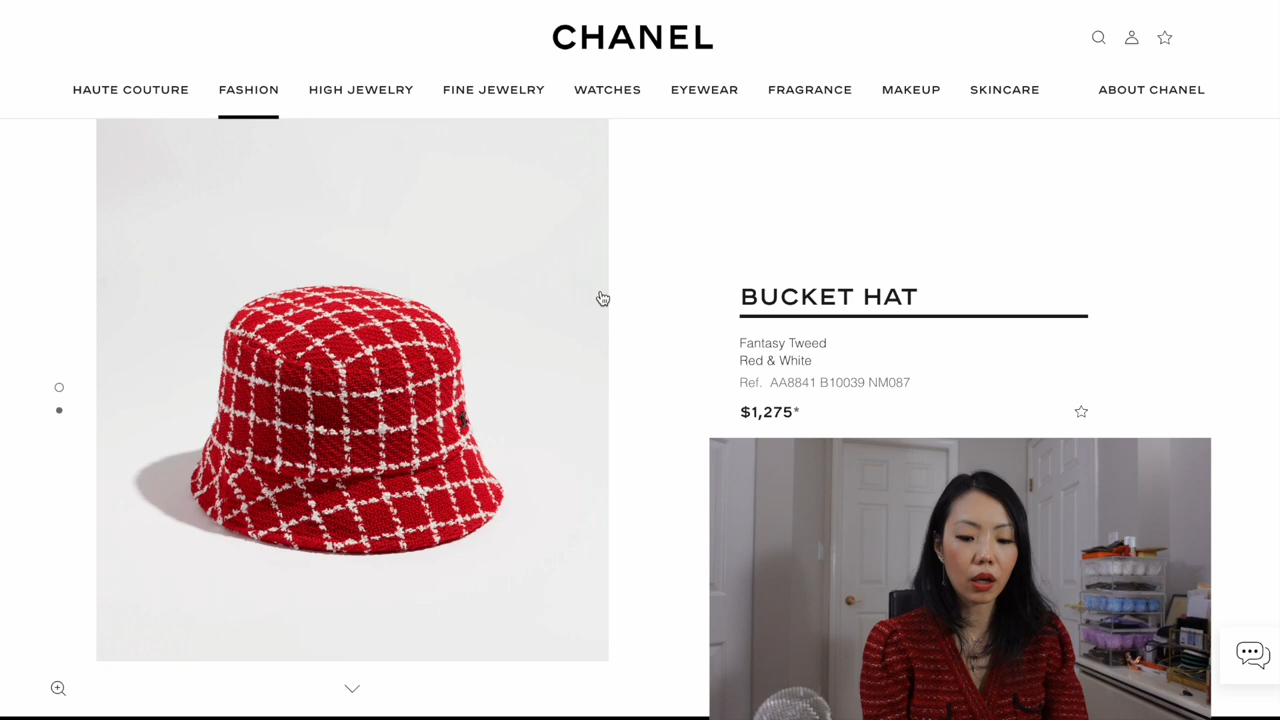 CHANEL
HAUTE COUTURE FASHION HIGH JEWELRY FINE JEWELRY WATCHES EYEWEAR FRAGRANCE MAKEUP SKINCARE ABOUT CHANEL
BUCKET HAT
Fantasy Tweed
Red & White
Ref. AA8841 B10039 NM087
$1,275*